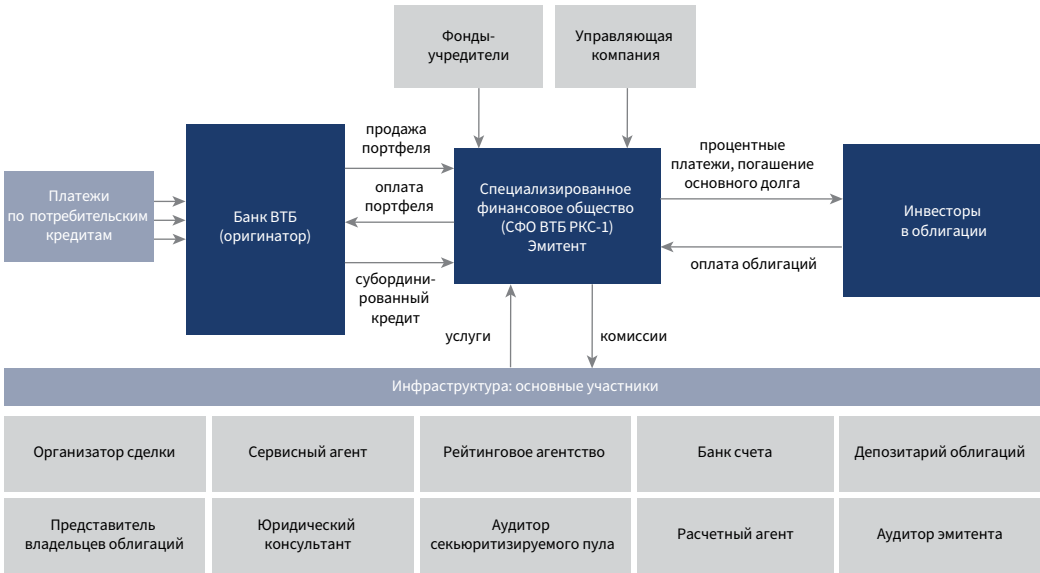 Фонды-
учредители
Управляющая
компания
продажа
портфеля
процентные
платежи, погашение
основного долга
Платежи
по потребительским
кредитам
Банк ВТБ
(оригинатор)
оплата
портфеля
Специализированное
финансовое общество
(СФО ВТБ РКС-1)
Эмитент
Инвесторы
в облигации
оплата облигаций
субордини-
рованный
кредит
услуги
комиссии
Инфраструктура: основные участники
Организатор сделки
Сервисный агент
Рейтинговое агентство
Банк счета
Депозитарий облигаций
Представитель
владельцев облигаций
Юридический
консультант
Аудитор
секьюритизируемого пула
Расчетный агент
Аудитор эмитента